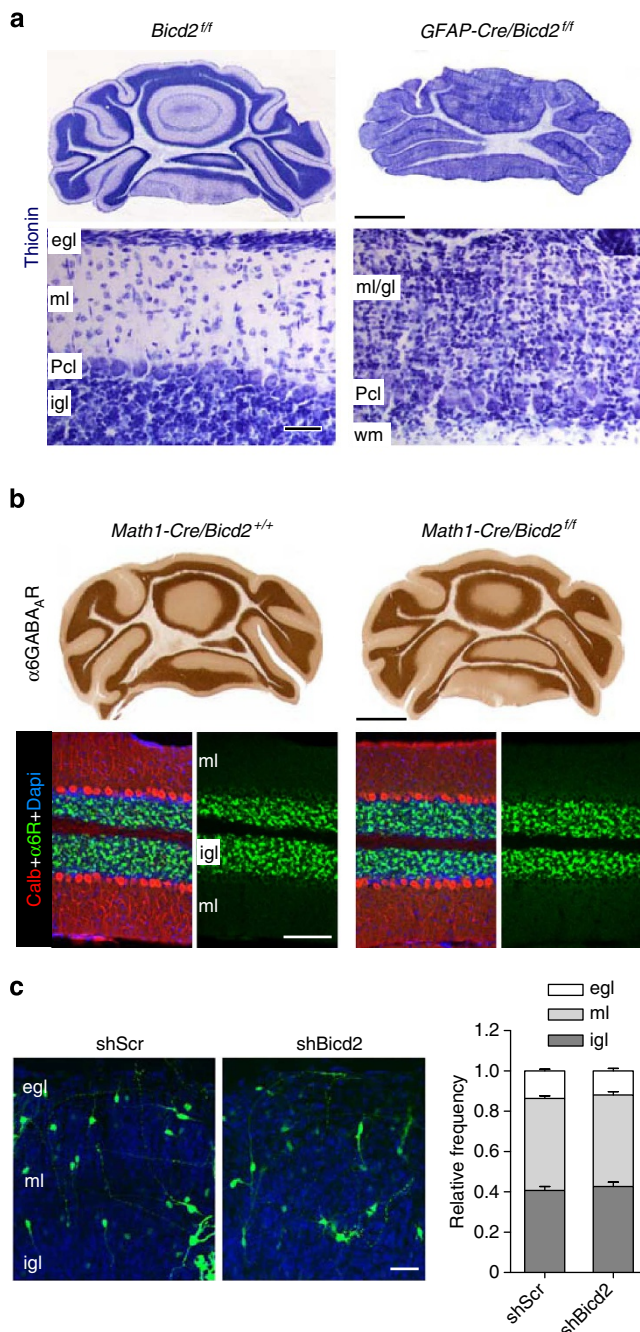 a
Bicd2f/f
GFAP-Cre/Bicd2f/f
Thionin
egl
ml
Pcl
igl
ml/gl
Pcl
wm
b
Math1-Cre/Bicd2+/+
Math1-Cre/Bicd2f/f
α6GABAAR
Calb+α6R+Dapi
ml
igl
ml
c
shScr
shBicd2
egl
ml
igl
egl
ml
igl
Relative frequency
1.2
1.0
0.8
0.6
0.4
0.2
0
shScr
shBicd2